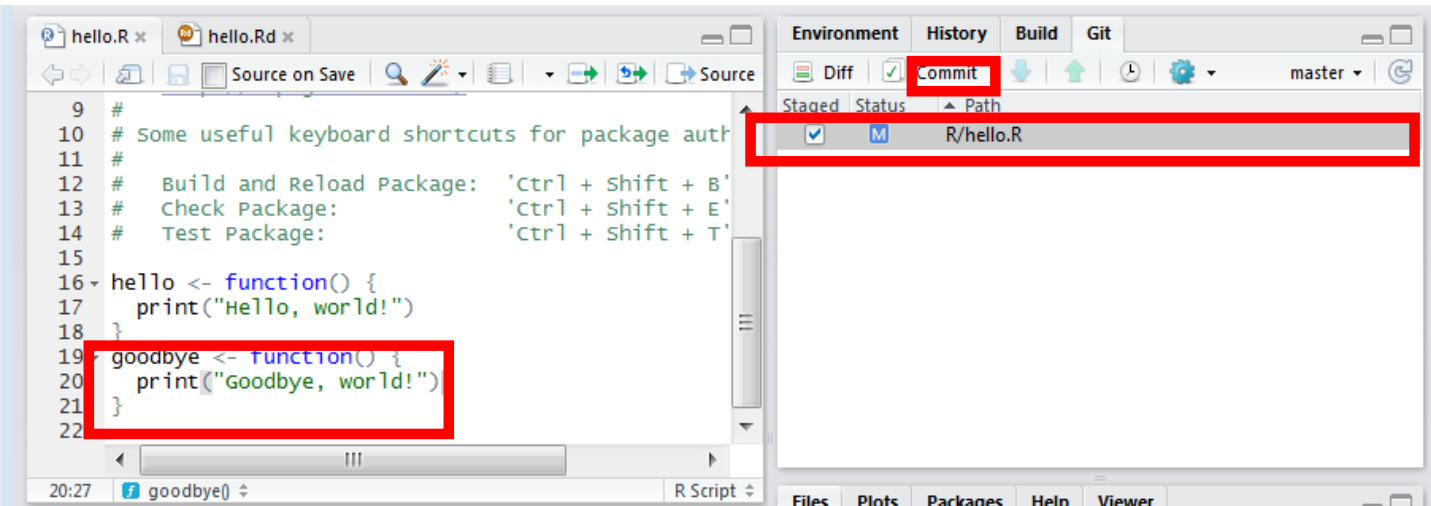 hello.R × hello.Rd ×
Source on Save Source
9 #
10 # Some useful keyboard shortcuts for package auth
11 #
12 #   Build and Reload Package:  'Ctrl + Shift + B'
13 #   Check Package:             'Ctrl + Shift + E'
14 #   Test Package:              'Ctrl + Shift + T'
15
16 hello <- function() {
17   print("Hello, world!")
18 }
19 goodbye <- function() {
20   print("Goodbye, world!")
21 }
22
20:27 goodbye() R Script
Environment History Build Git
Diff Commit master
Staged Status Path
M R/hello.R
Files Plots Packages Help Viewer